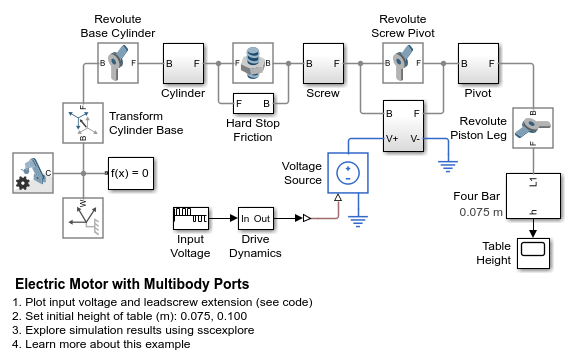 Revolute
Base Cylinder
Revolute
Screw Pivot
B F
B F
Cylinder
B F
F B
Hard Stop
Friction
B F
Screw
B F
B F
Pivot
B F
V+ V-
F
B
Transform
Cylinder Base
Revolute
Piston Leg
B
F
C
f(x) = 0
W
Voltage
Source
Four Bar
0.075 m
L1
h
Input
Voltage
In Out
Drive
Dynamics
Table
Height
Electric Motor with Multibody Ports
1. Plot input voltage and leadscrew extension (see code)
2. Set initial height of table (m): 0.075, 0.100
3. Explore simulation results using sscexplore
4. Learn more about this example